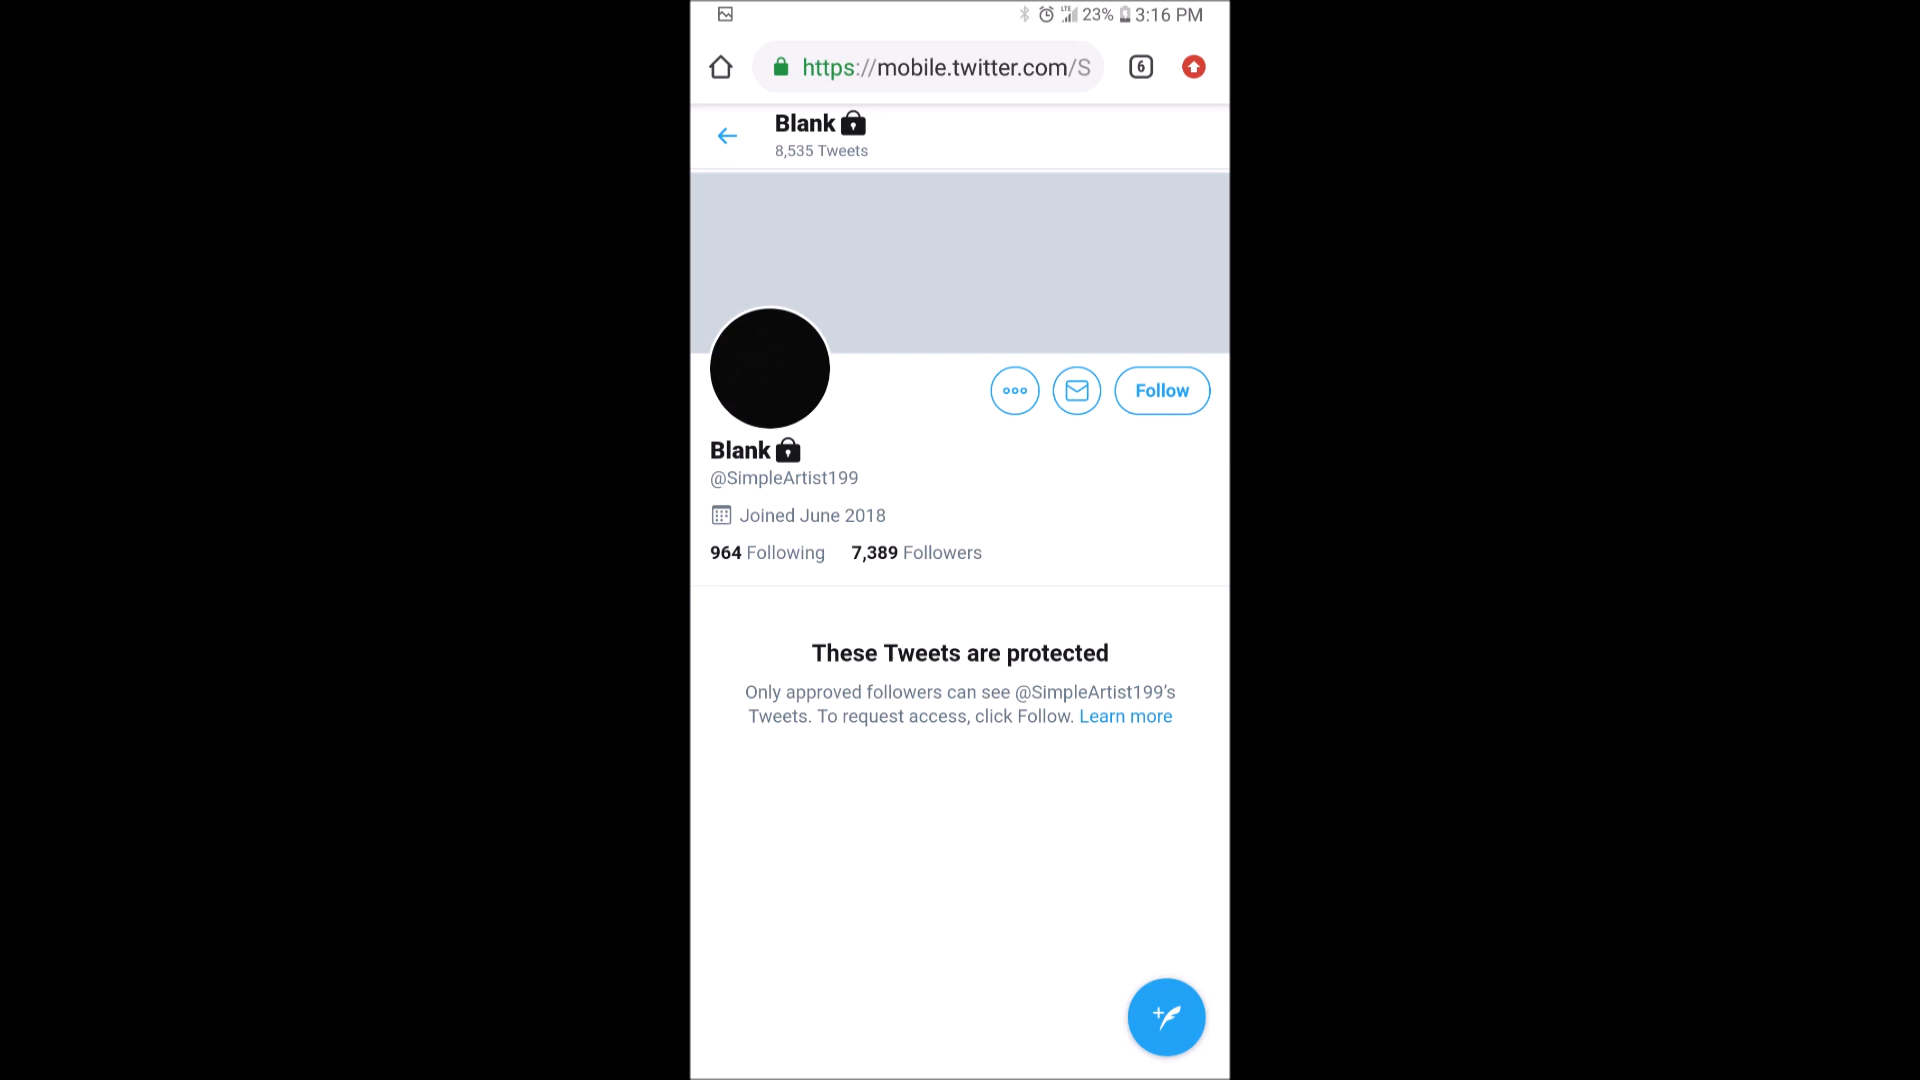 LTE 23% 3:16 PM
https://mobile.twitter.com/S 6
Blank
8,535 Tweets
Follow
Blank
@SimpleArtist199
Joined June 2018
964 Following 7,389 Followers
These Tweets are protected
Only approved followers can see @SimpleArtist199's
Tweets. To request access, click Follow. Learn more